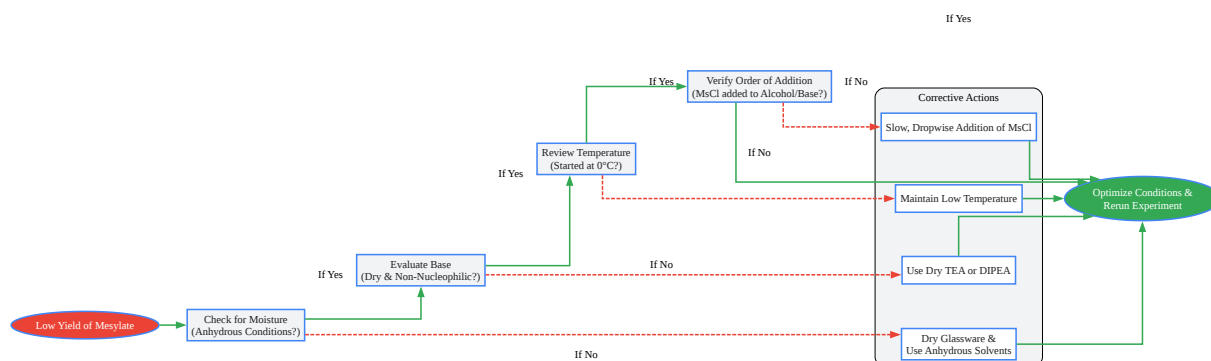 If Yes
If Yes
Verify Order of Addition
(MsCl added to Alcohol/Base?)
If No
Corrective Actions
Slow, Dropwise Addition of MsCl
If No
Review Temperature
(Started at 0°C?)
If Yes
Maintain Low Temperature
Optimize Conditions &
Rerun Experiment
Evaluate Base
(Dry & Non-Nucleophilic?)
If Yes
If No
Use Dry TEA or DIPEA
Low Yield of Mesylate
Check for Moisture
(Anhydrous Conditions?)
Dry Glassware &
Use Anhydrous Solvents
If No